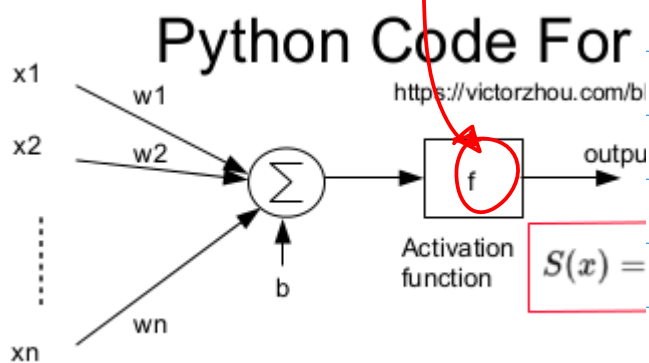 Python Code For
https://victorzhou.com/bl
x1
w1
x2
w2
Σ
f
outpu
Activation
function
S(x) =
b
wn
xn